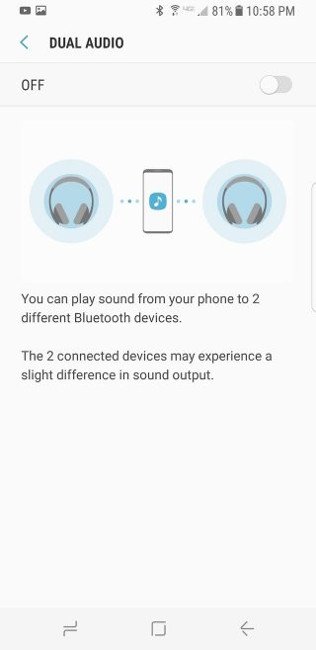 81% 10:58 PM
DUAL AUDIO
OFF
You can play sound from your phone to 2
different Bluetooth devices.
The 2 connected devices may experience a
slight difference in sound output.